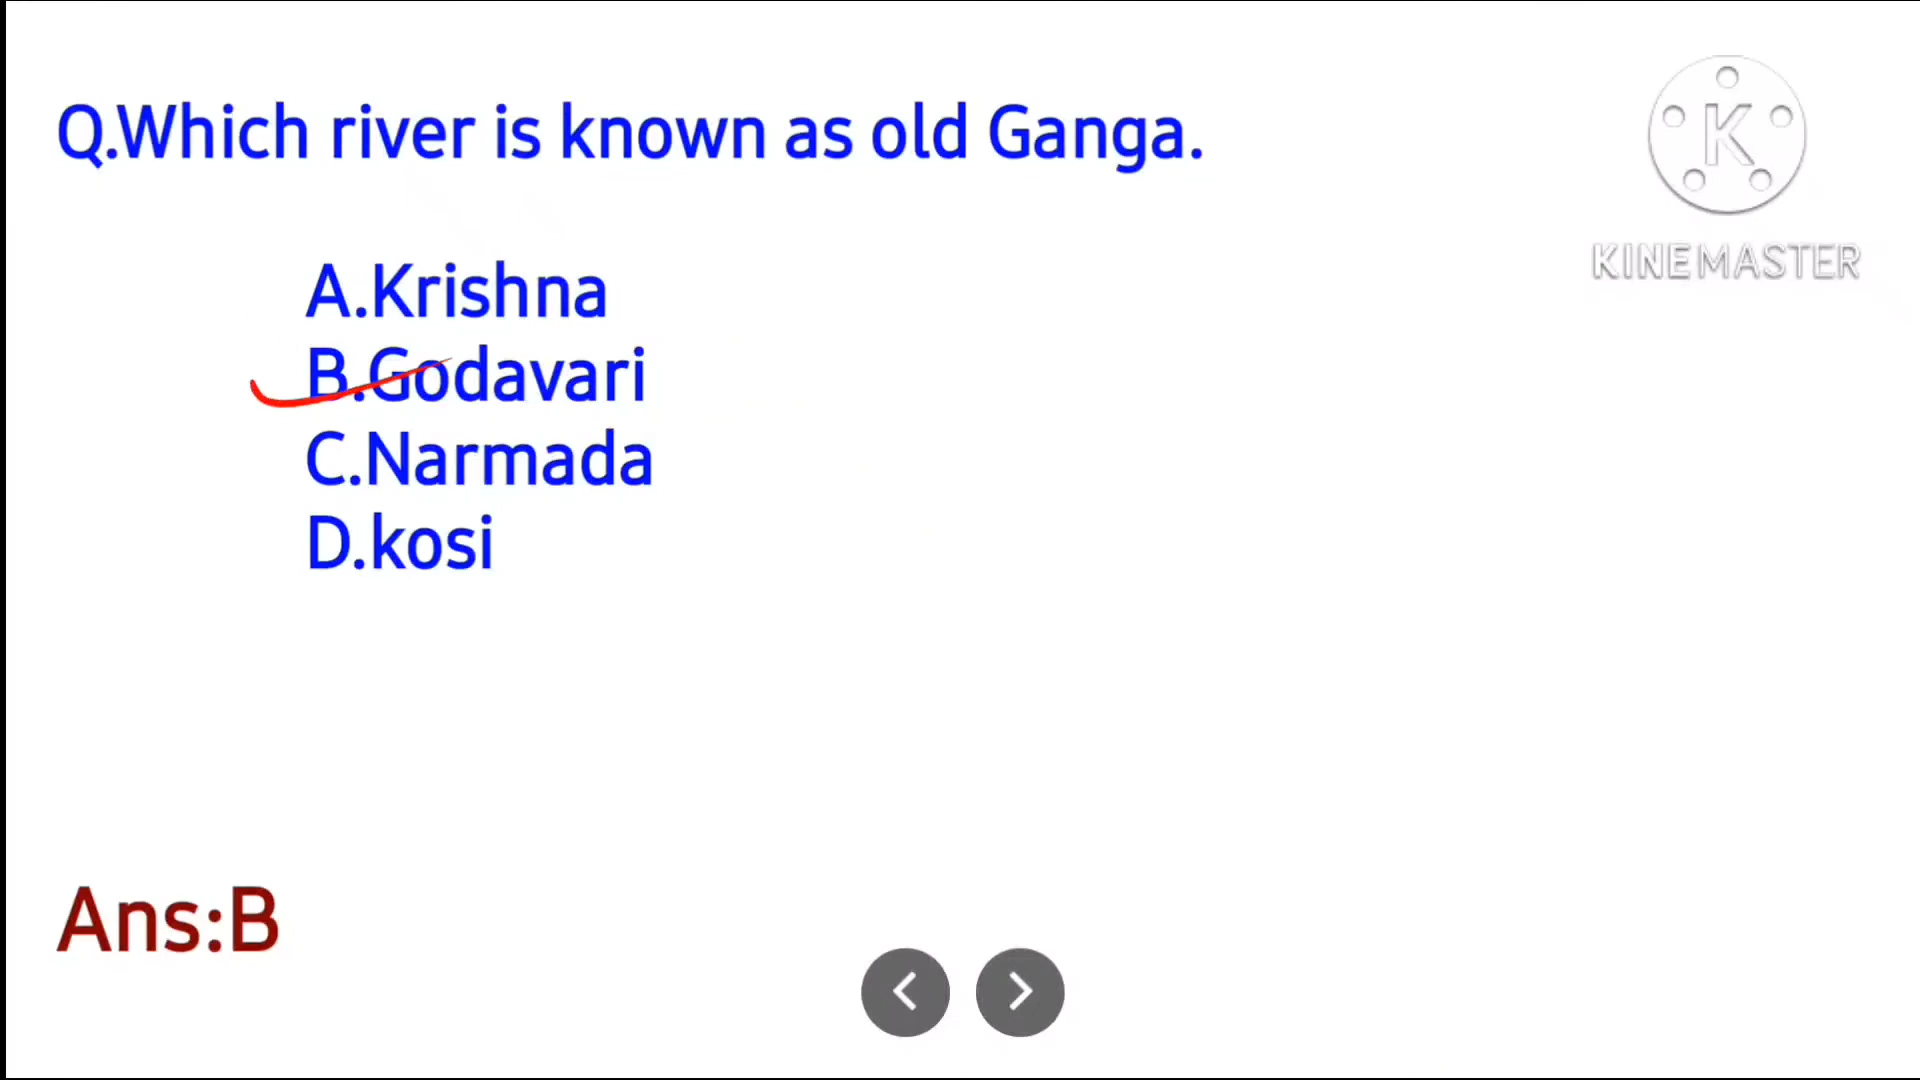 Q.Which river is known as old Ganga.
K
KINEMASTER
A.Krishna
B.Godavari
C.Narmada
D.kosi
Ans:B